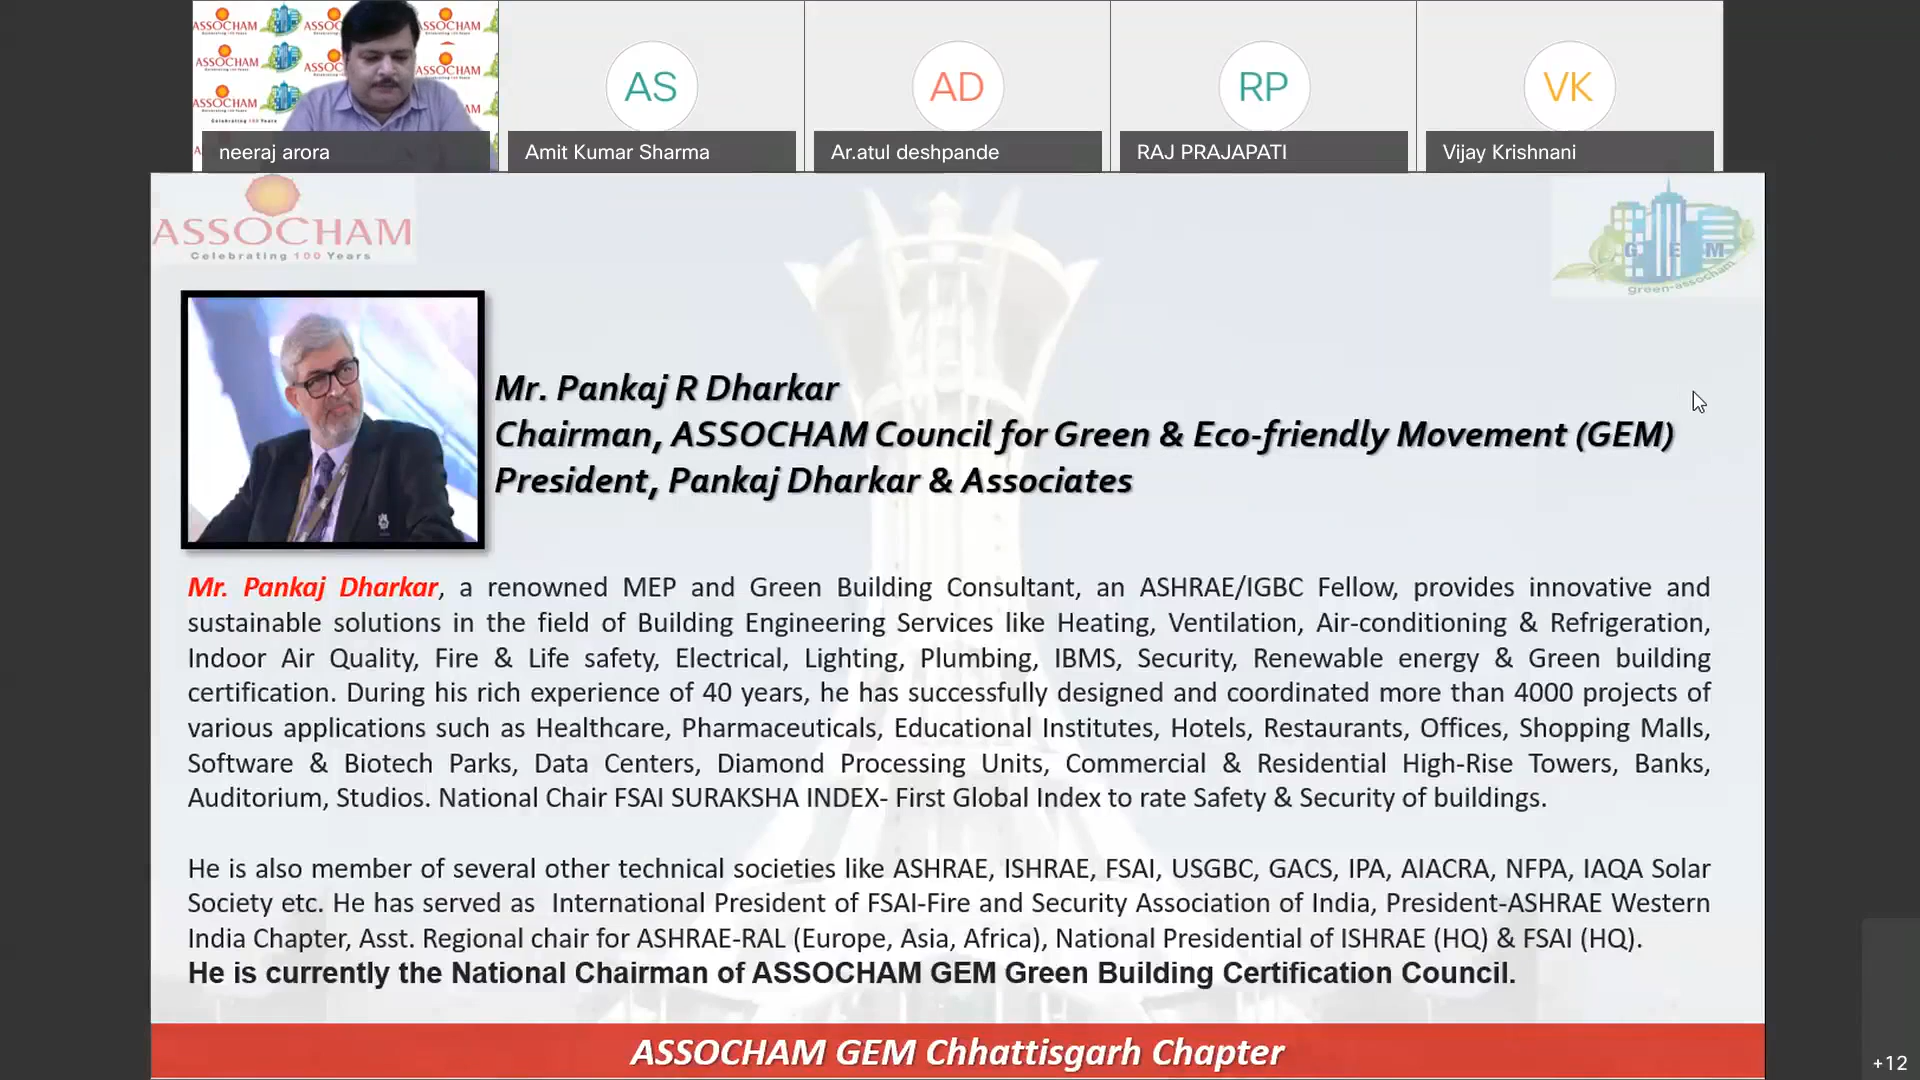 ASSOCHAM
ASSOCHAM
ASSOCHAM
ASSOCHAM
ASSOCHAM
Celebrating 100 Years
neeraj arora
AS
Amit Kumar Sharma
AD
Ar.atul deshpande
RP
RAJ PRAJAPATI
VK
Vijay Krishnani
ASSOCHAM
Celebrating 100 Years
G E M
green-assocham
Mr. Pankaj R Dharkar
Chairman, ASSOCHAM Council for Green & Eco-friendly Movement (GEM)
President, Pankaj Dharkar & Associates
Mr. Pankaj Dharkar, a renowned MEP and Green Building Consultant, an ASHRAE/IGBC Fellow, provides innovative and
sustainable solutions in the field of Building Engineering Services like Heating, Ventilation, Air-conditioning & Refrigeration,
Indoor Air Quality, Fire & Life safety, Electrical, Lighting, Plumbing, IBMS, Security, Renewable energy & Green building
certification. During his rich experience of 40 years, he has successfully designed and coordinated more than 4000 projects of
various applications such as Healthcare, Pharmaceuticals, Educational Institutes, Hotels, Restaurants, Offices, Shopping Malls,
Software & Biotech Parks, Data Centers, Diamond Processing Units, Commercial & Residential High-Rise Towers, Banks,
Auditorium, Studios. National Chair FSAI SURAKSHA INDEX- First Global Index to rate Safety & Security of buildings.
He is also member of several other technical societies like ASHRAE, ISHRAE, FSAI, USGBC, GACS, IPA, AIACRA, NFPA, IAQA Solar
Society etc. He has served as International President of FSAI-Fire and Security Association of India, President-ASHRAE Western
India Chapter, Asst. Regional chair for ASHRAE-RAL (Europe, Asia, Africa), National Presidential of ISHRAE (HQ) & FSAI (HQ).
He is currently the National Chairman of ASSOCHAM GEM Green Building Certification Council.
ASSOCHAM GEM Chhattisgarh Chapter
+12